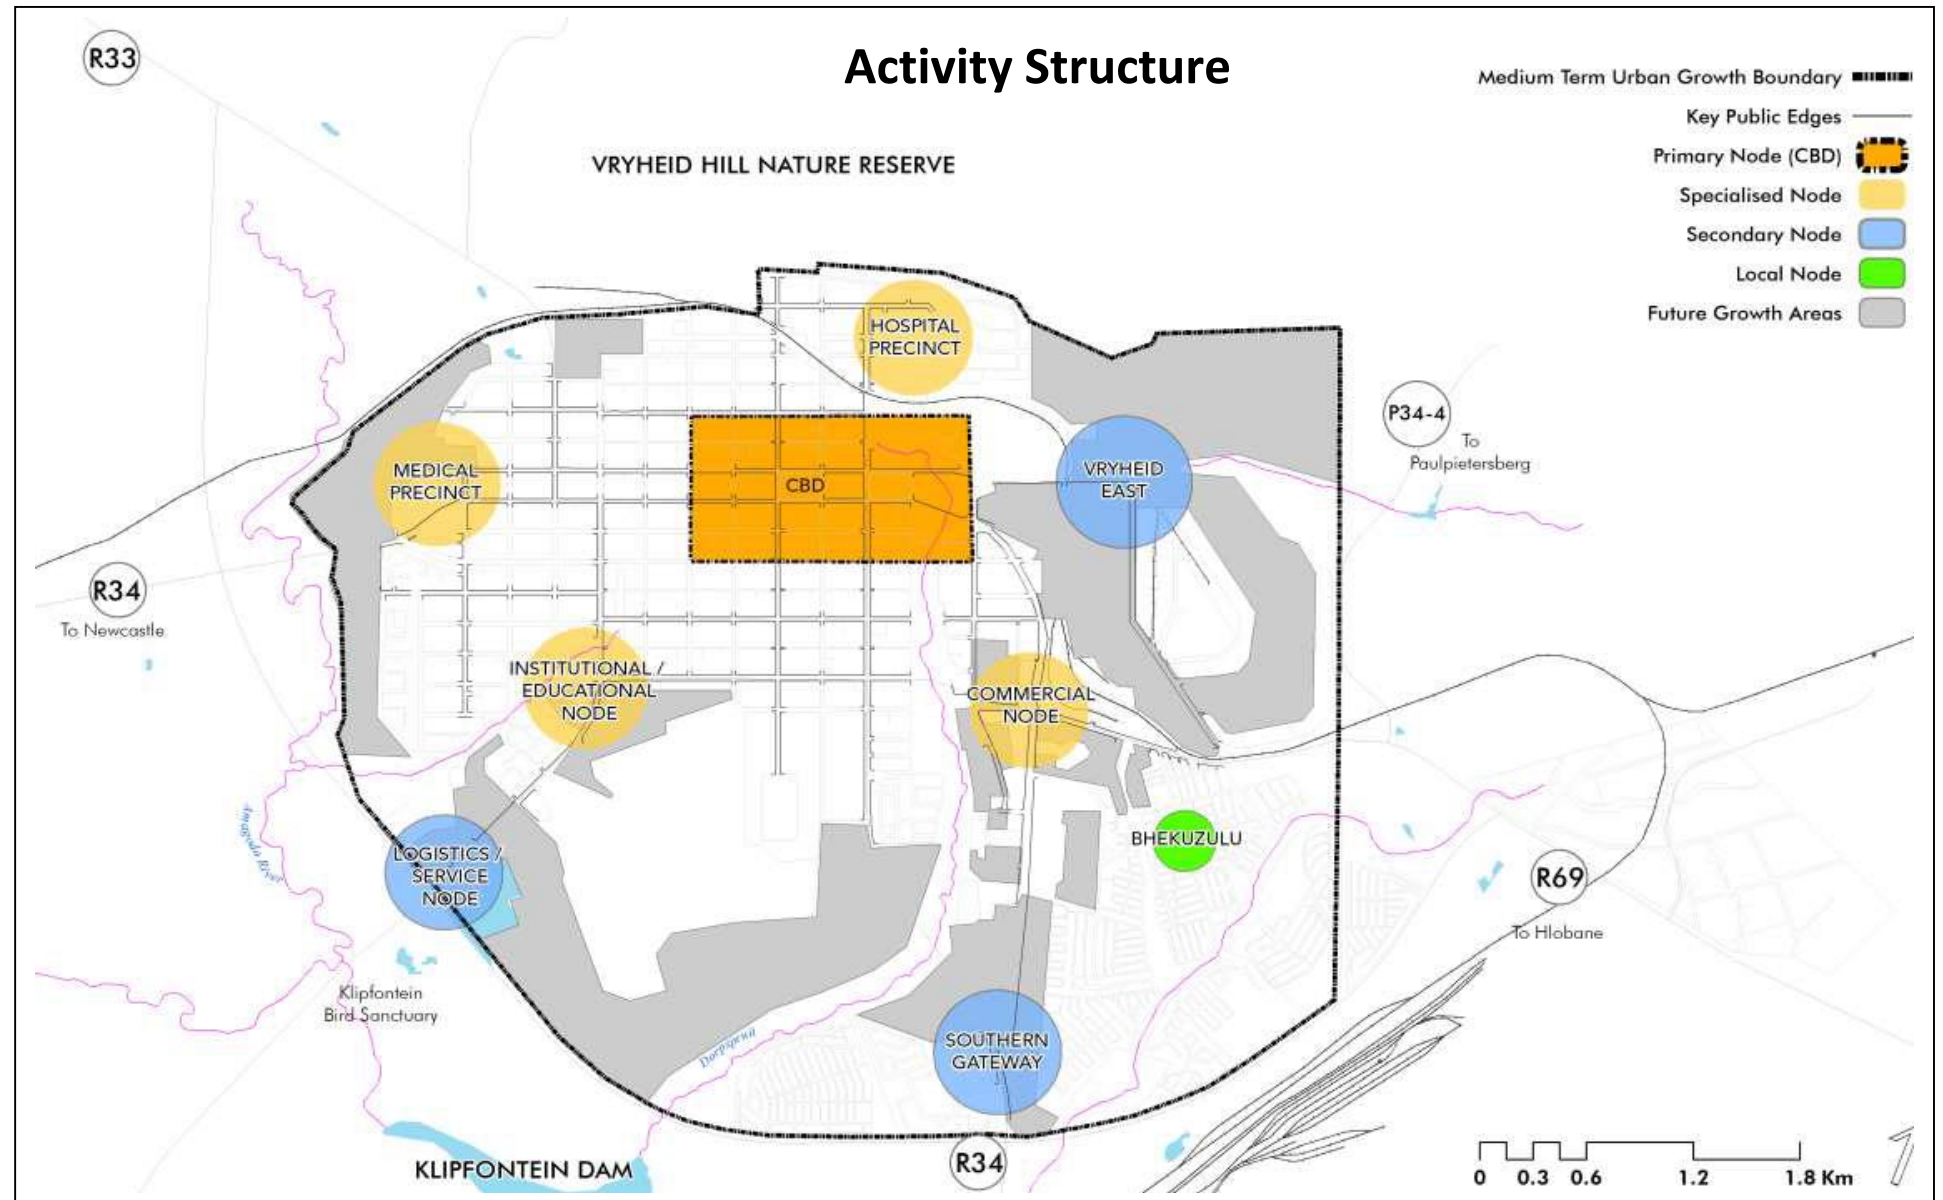 Activity Structure
R33
Medium Term Urban Growth Boundary
Key Public Edges
Primary Node (CBD)
Specialised Node
Secondary Node
Local Node
Future Growth Areas
VRYHEID HILL NATURE RESERVE
HOSPITAL
PRECINCT
P34-4
To
Paulpietersberg
MEDICAL
PRECINCT
CBD
VRYHEID
EAST
R34
To Newcastle
INSTITUTIONAL /
EDUCATIONAL
NODE
COMMERCIAL
NODE
BHEKUZULU
LOGISTICS /
SERVICE
NODE
R69
To Hlobane
Klipfontein
Bird Sanctuary
Dorpspruit
SOUTHERN
GATEWAY
KLIPFONTEIN DAM
R34
0 0.3 0.6 1.2 1.8 Km